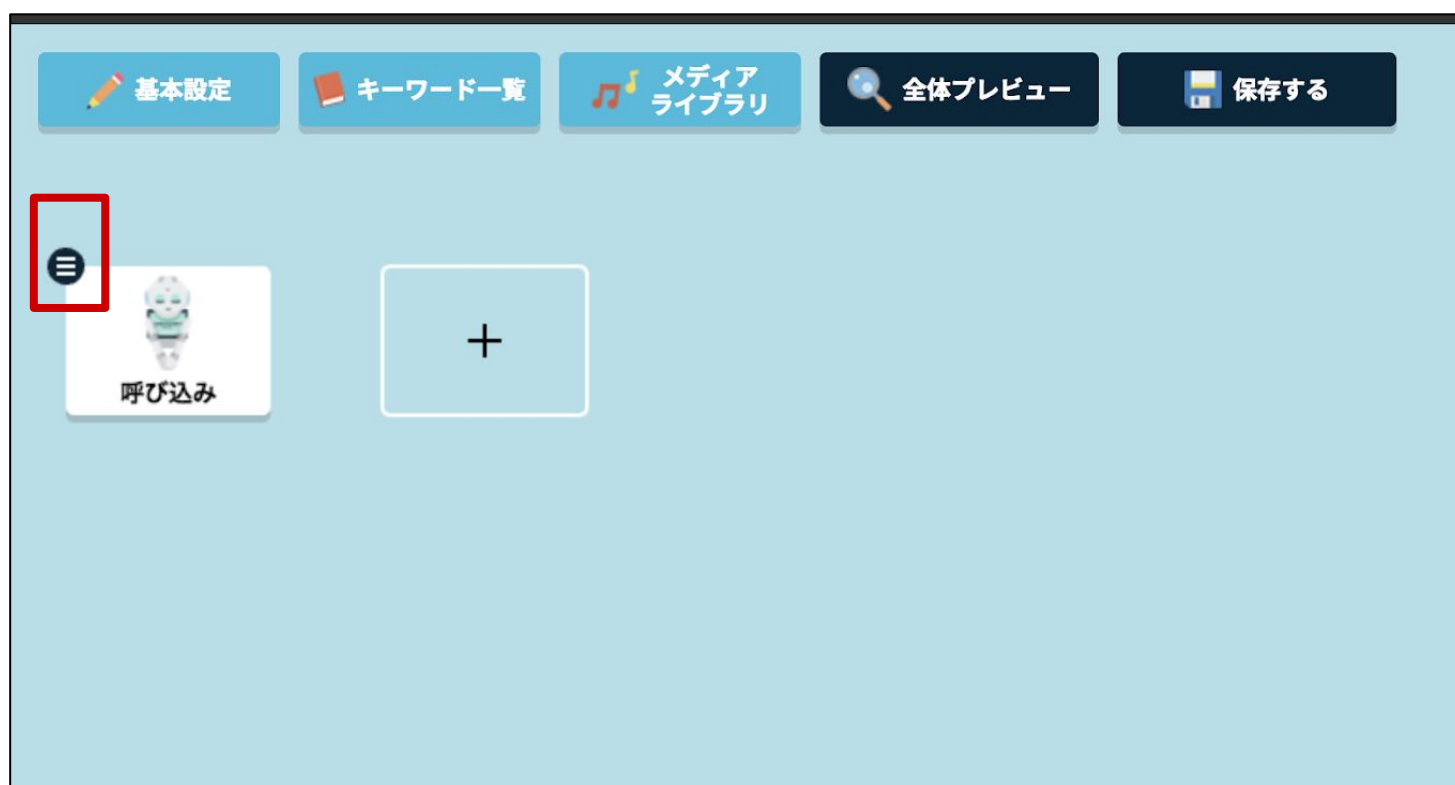 基本設定
キーワード一覧
メディア
ライブラリ
全体プレビュー
保存する
呼び込み
+